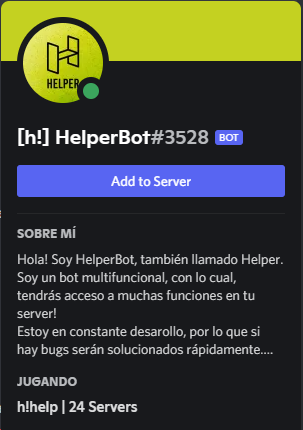 HELPER
[h!] HelperBot#3528 BOT
Add to Server
SOBRE MÍ
Hola! Soy HelperBot, también llamado Helper.
Soy un bot multifuncional, con lo cual,
tendrás acceso a muchas funciones en tu
server!
Estoy en constante desarollo, por lo que si
hay bugs serán solucionados rápidamente....
JUGANDO
h!help | 24 Servers